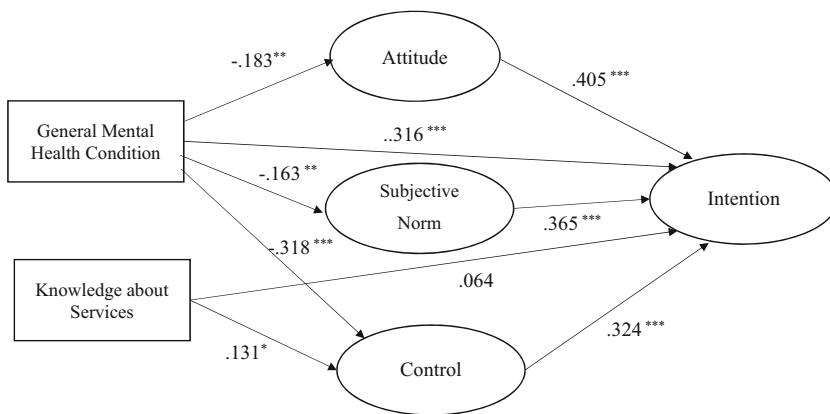 -.183**
Attitude
.405***
General Mental
Health Condition
..316***
-.163**
Subjective
Norm
Intention
.365***
-.318***
Knowledge about
Services
.064
.131*
Control
.324***